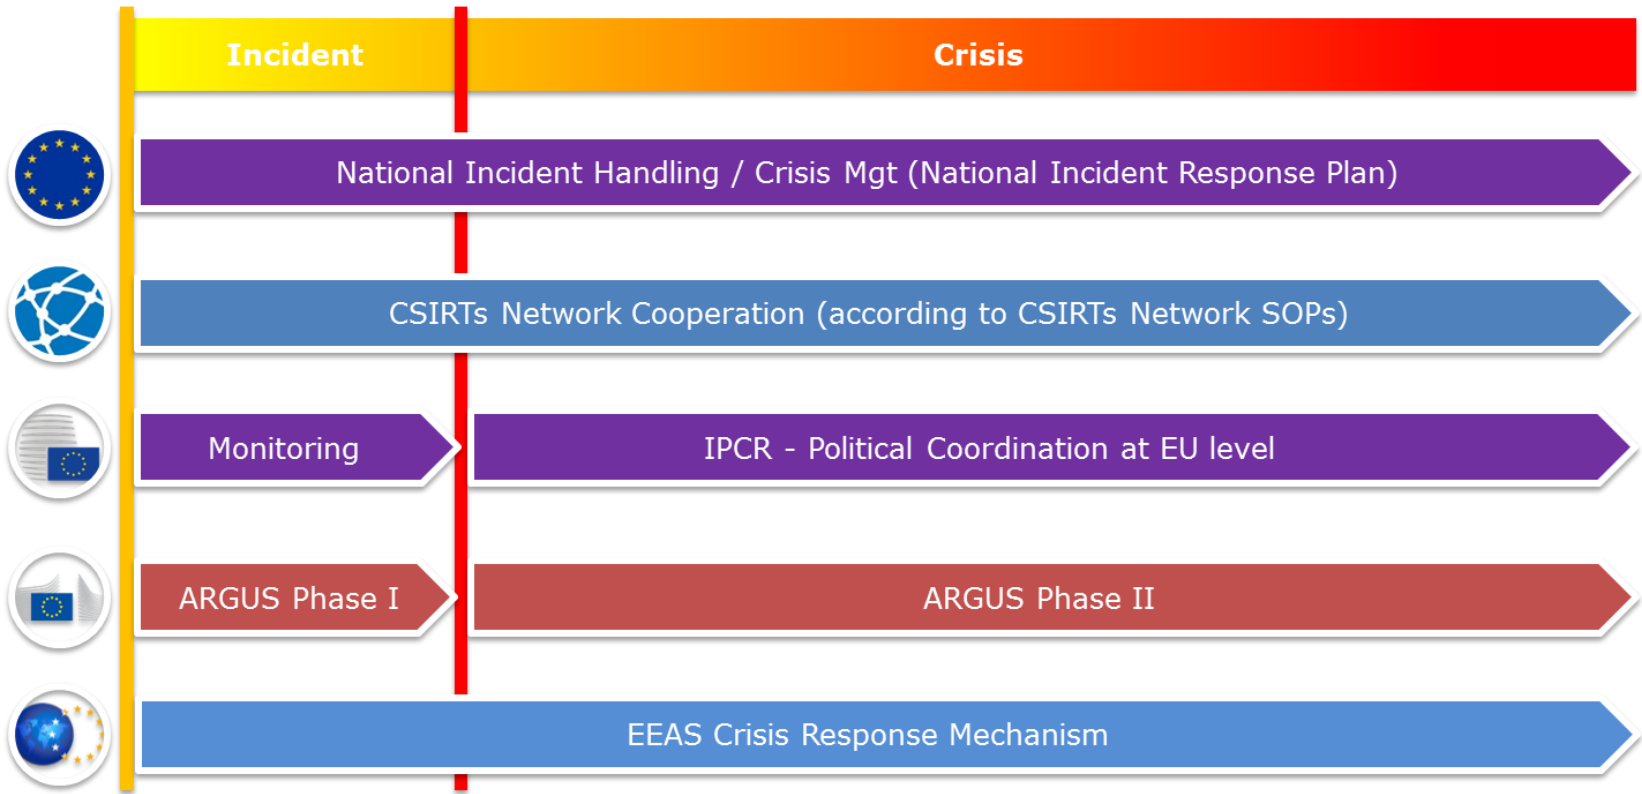 Incident
Crisis
National Incident Handling / Crisis Mgt (National Incident Response Plan)
CSIRTs Network Cooperation (according to CSIRTs Network SOPs)
Monitoring
IPCR - Political Coordination at EU level
ARGUS Phase I
ARGUS Phase II
EEAS Crisis Response Mechanism